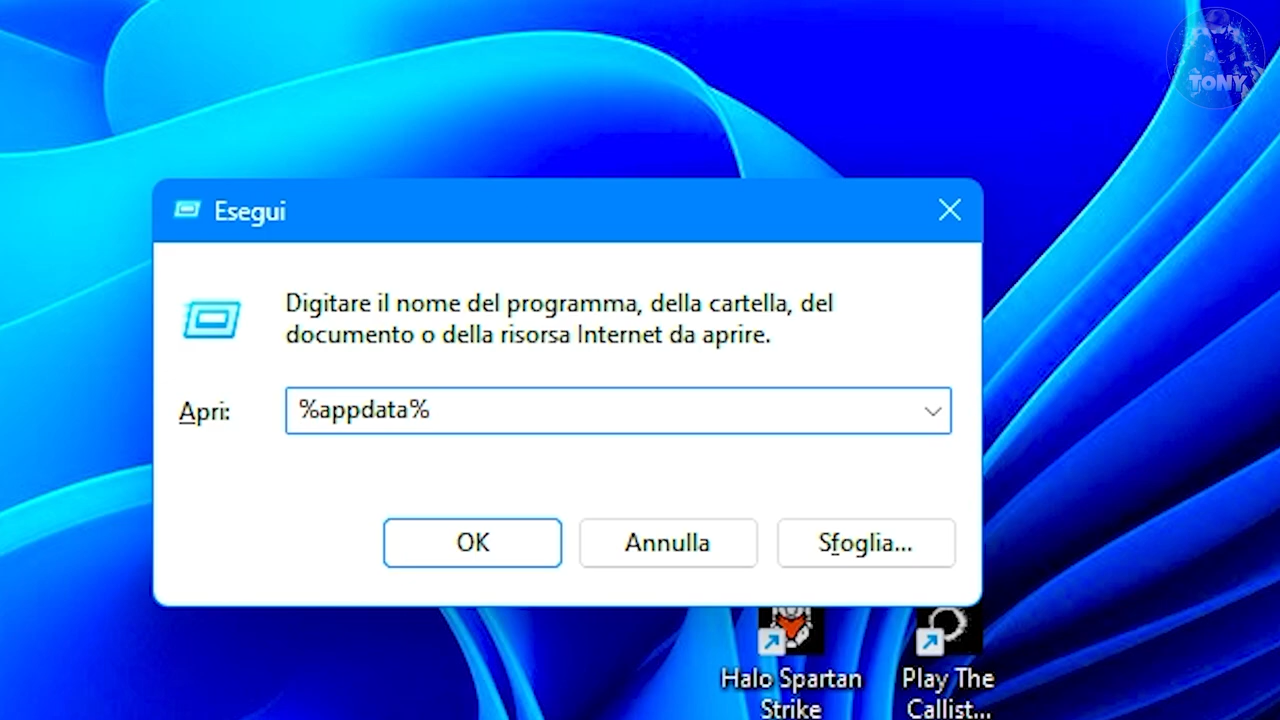 TONY
Esegui
Digitare il nome del programma, della cartella, del
documento o della risorsa Internet da aprire.
Apri:
%appdata%
OK
Annulla
Sfoglia...
Halo Spartan
Strike
Play The
Callist...